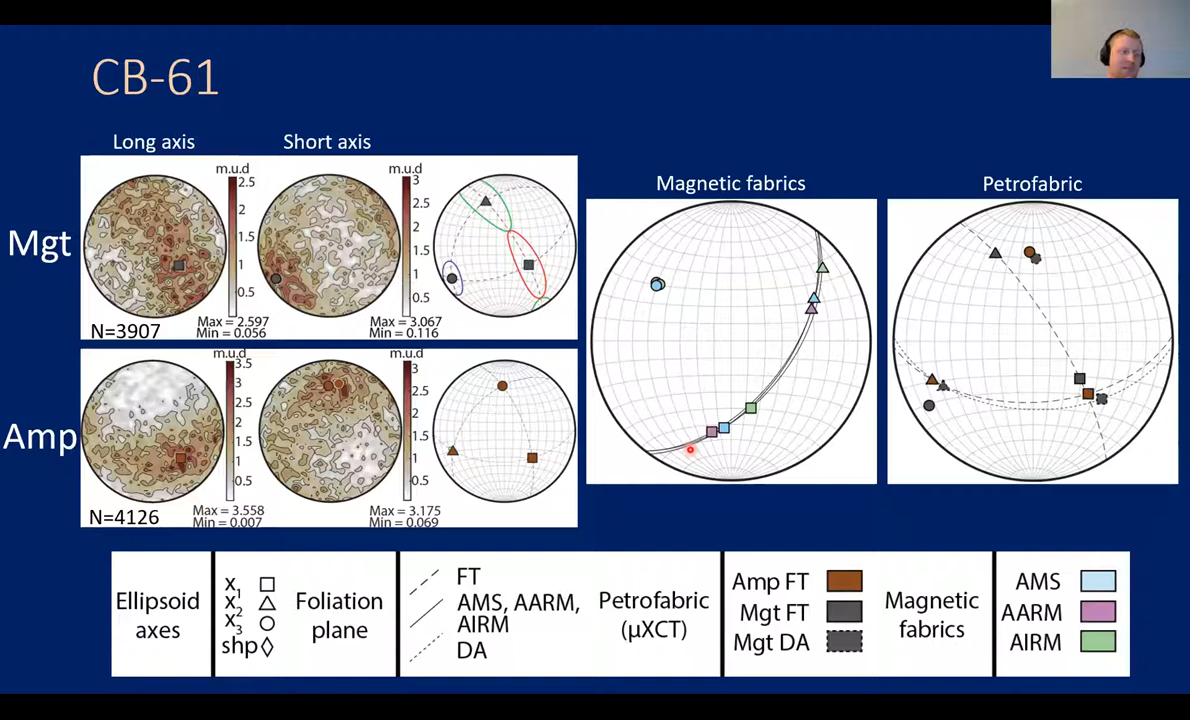 CB-61
Long axis
Short axis
Magnetic fabrics
Petrofabric
Mgt
m.u.d
2.5
2
1.5
1
0.5
Max = 2.597
Min = 0.056
N=3907
m.u.d
3
2.5
2
1.5
1
0.5
Max = 3.067
Min = 0.116
Amp
m.u.d
3.5
3
2.5
2
1.5
1
0.5
Max = 3.558
Min = 0.007
N=4126
m.u.d
3
2.5
2
1.5
1
0.5
Max = 3.175
Min = 0.069
Ellipsoid
axes
x1
x2
x3
shp
Foliation
plane
FT
AMS, AARM,
AIRM
DA
Petrofabric
(μXCT)
Amp FT
Mgt FT
Mgt DA
Magnetic
fabrics
AMS
AARM
AIRM